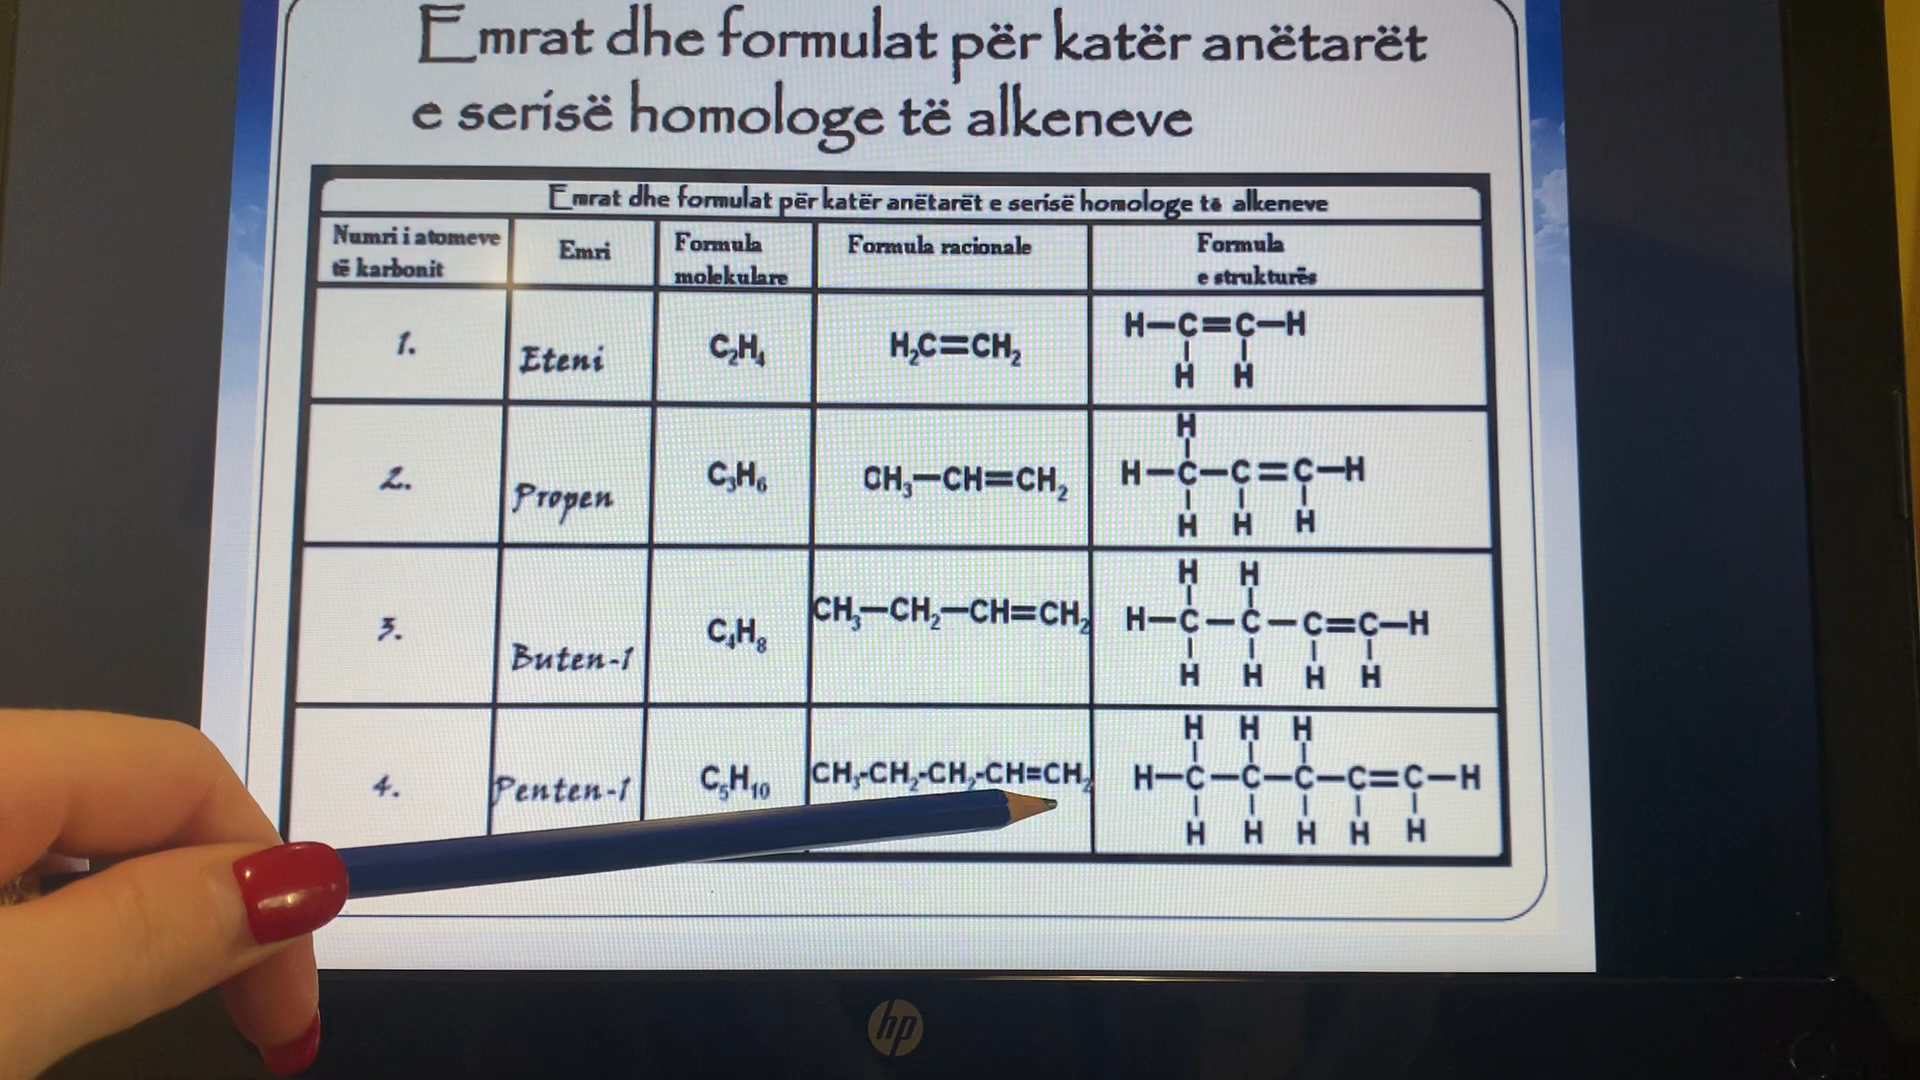 Emrat dhe formulat për katër anëtarët
e serisë homologe të alkeneve
Emrat dhe formulat për katër anëtarët e serisë homologe të alkeneve
Numri i atomeve
të karbonit
Emri
Formula
molekulare
Formula racionale
Formula
e strukturës
1.
Eteni
C₂H₄
H₂C=CH₂
H—C=C—H
H H
2.
Propen
C₃H₆
CH₃—CH=CH₂
H
H—C—C=C—H
H H H
3.
Buten-1
C₄H₈
CH₃—CH₂—CH=CH₂
H H
H—C—C—C=C—H
H H H H
4.
Penten-1
C₅H₁₀
CH₃-CH₂-CH₂-CH=CH₂
H H H
H—C—C—C—C=C—H
H H H H H
hp